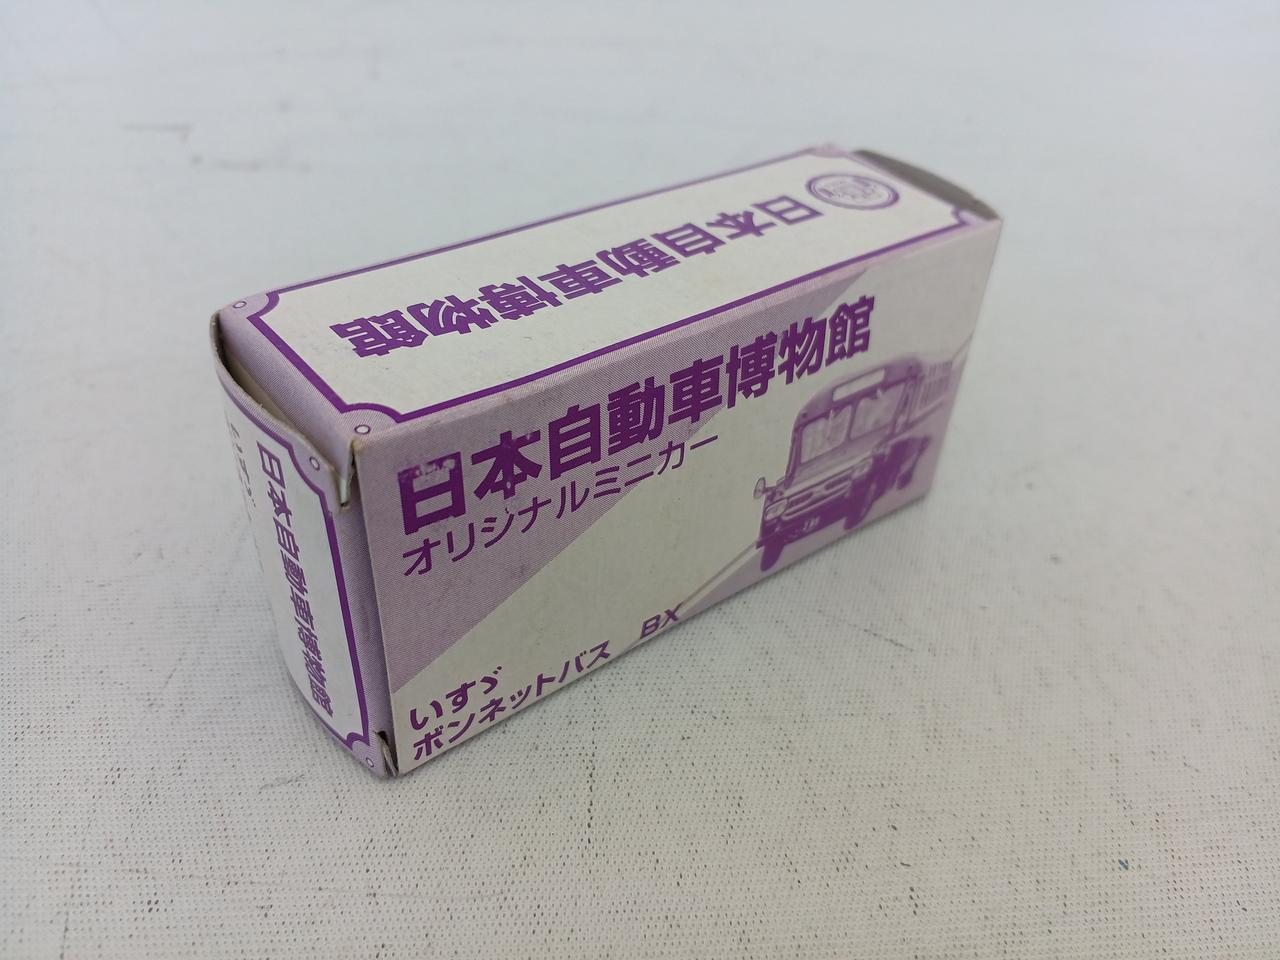 日本自動車博物館
日本自動車博物館
オリジナルミニカー
いすゞ
ボンネットバス BX
日本自動車博物館